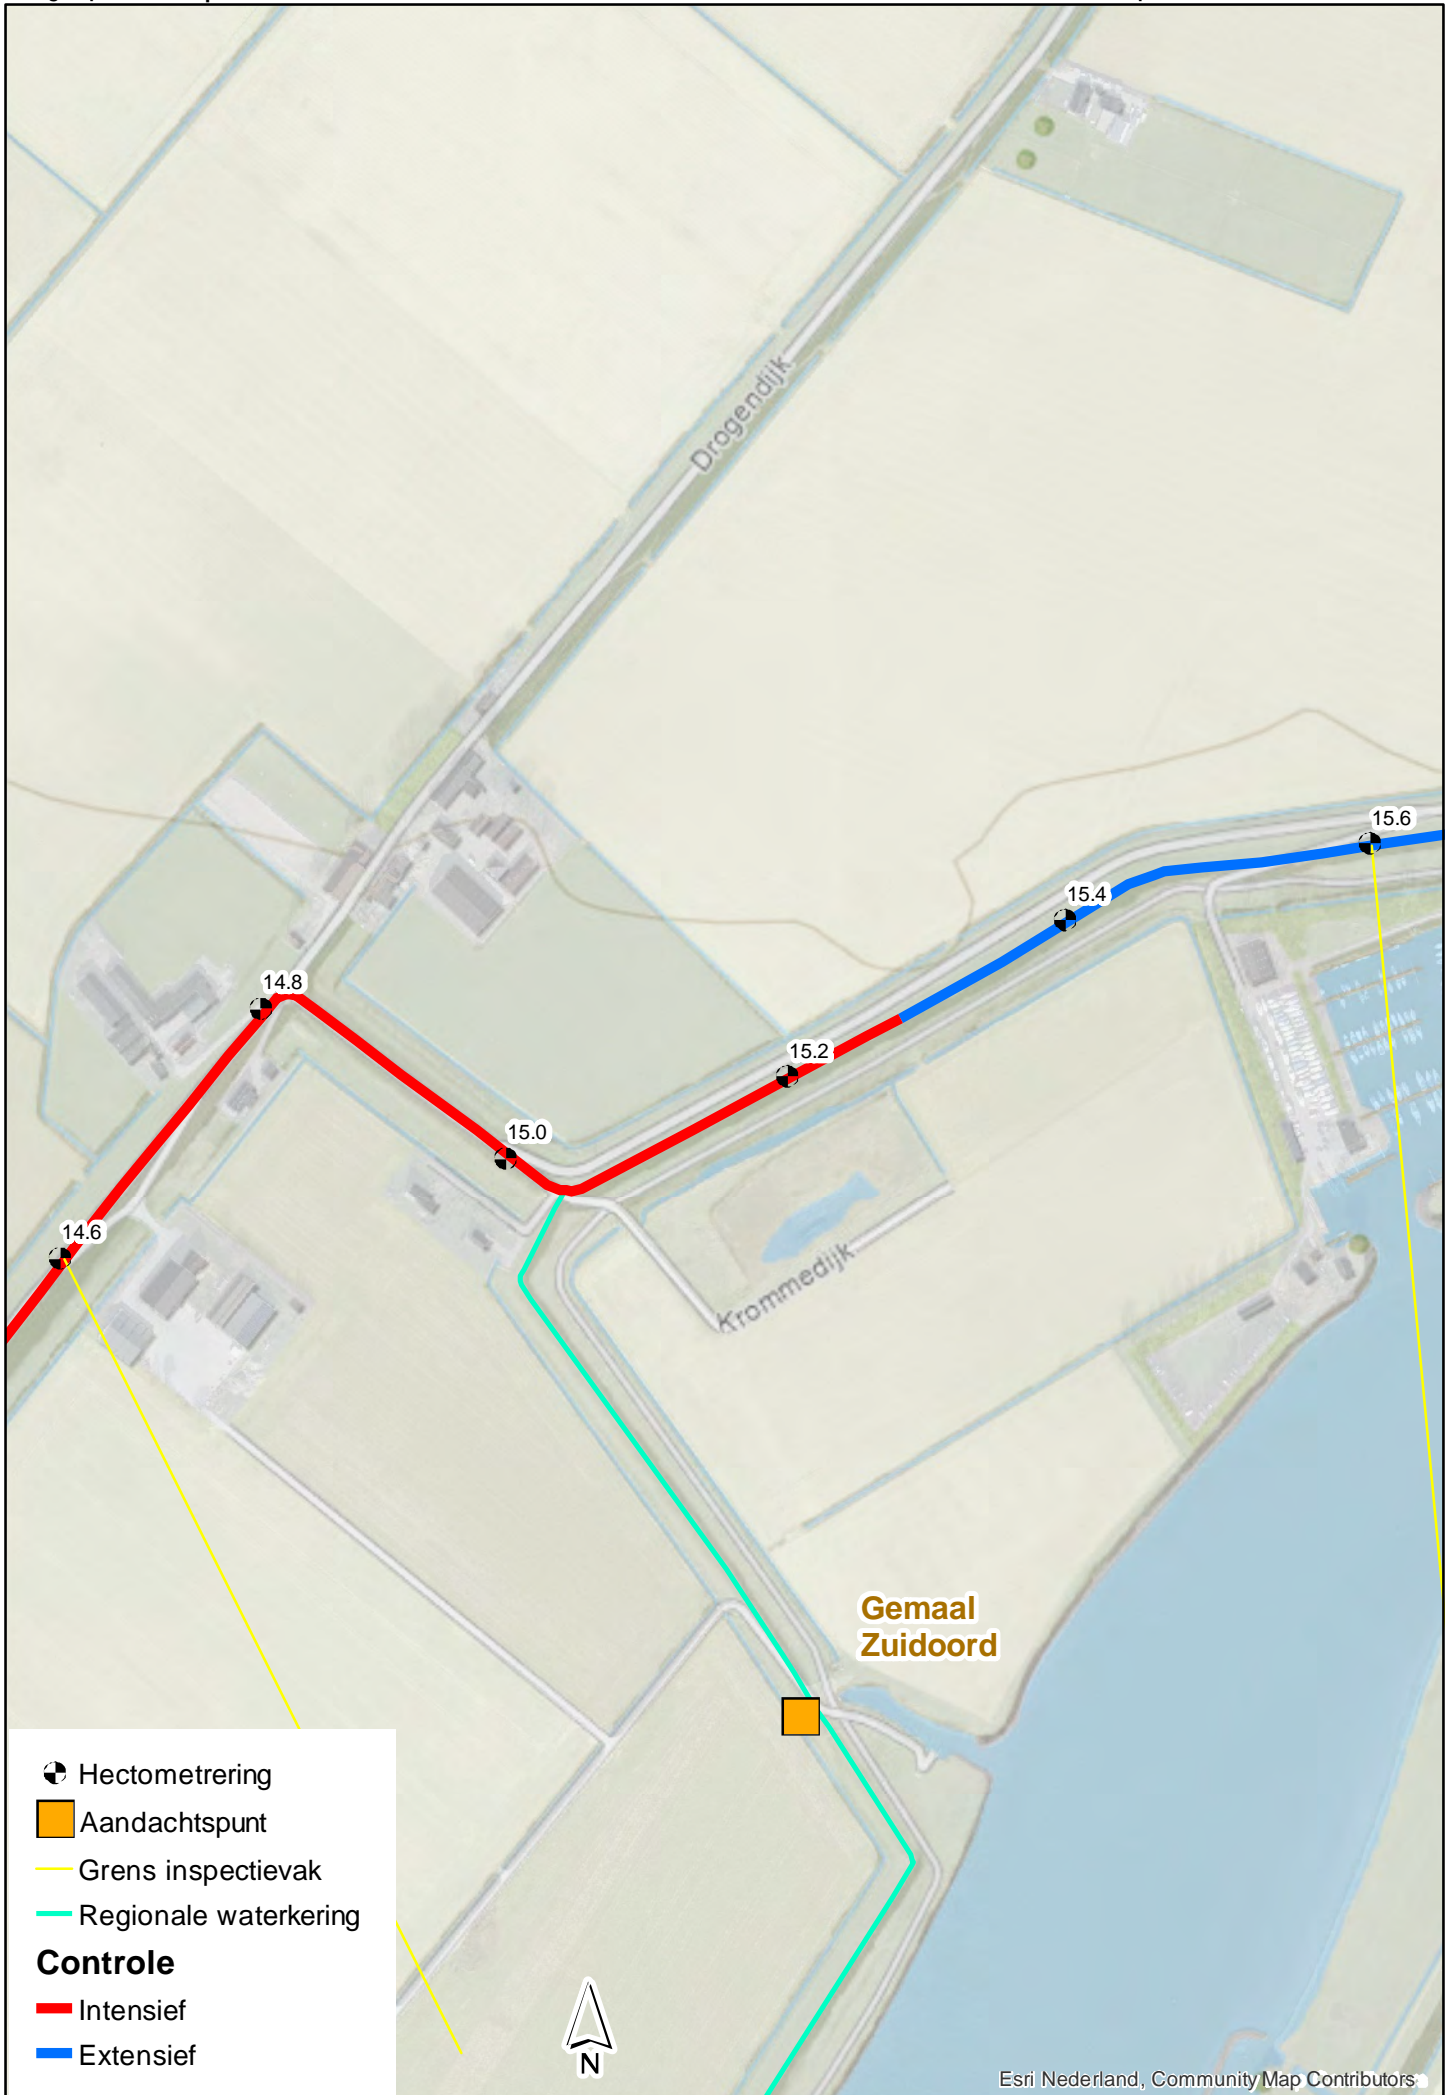 Drogendijk
15.6
15.4
14.8
15.2
15.0
14.6
Krommedijk
Gemaal
Zuidoord
Hectometrering
Aandachtspunt
Grens inspectievak
Regionale waterkering
Controle
Intensief
Extensief
N
Esri Nederland, Community Map Contributors